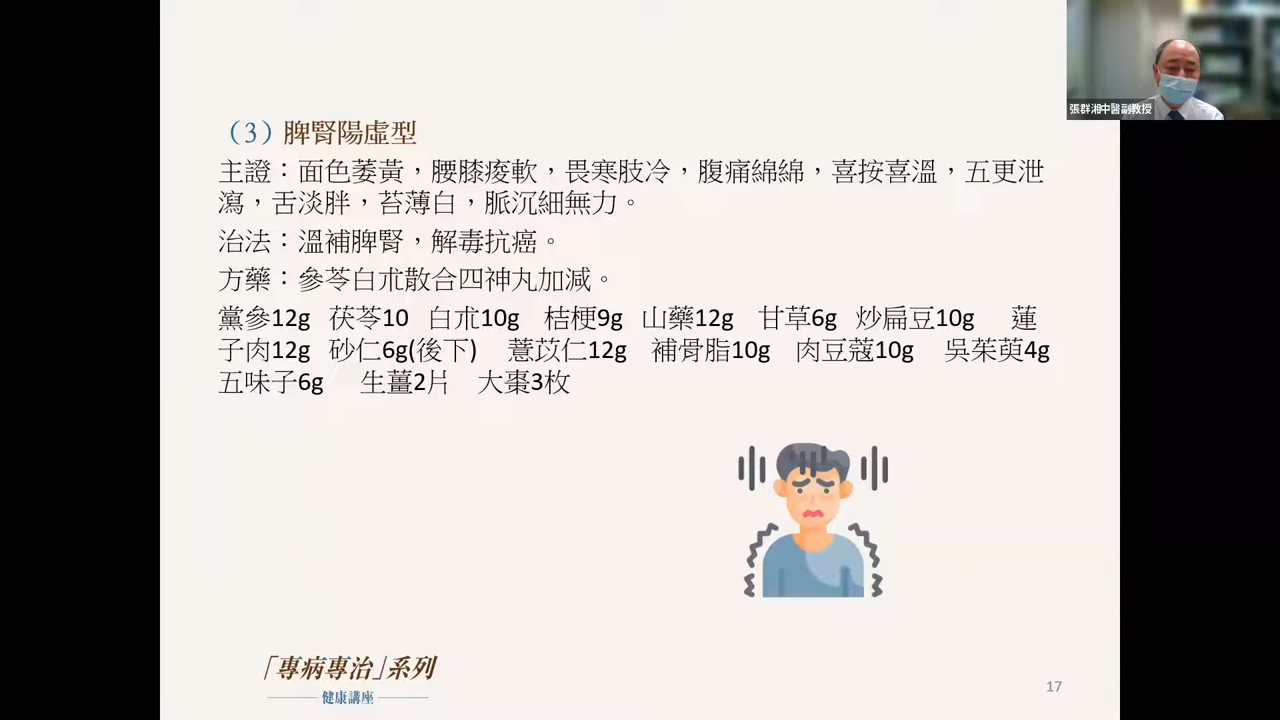 張群湘中醫副教授
（3）脾腎陽虛型
主證：面色萎黃，腰膝痠軟，畏寒肢冷，腹痛綿綿，喜按喜溫，五更泄
瀉，舌淡胖，苔薄白，脈沉細無力。
治法：溫補脾腎，解毒抗癌。
方藥：參苓白朮散合四神丸加減。
黨參12g 茯苓10 白朮10g 桔梗9g 山藥12g 甘草6g 炒扁豆10g 蓮
子肉12g 砂仁6g(後下) 薏苡仁12g 補骨脂10g 肉豆蔻10g 吳茱萸4g
五味子6g 生薑2片 大棗3枚
「專病專治」系列
健康講座
17